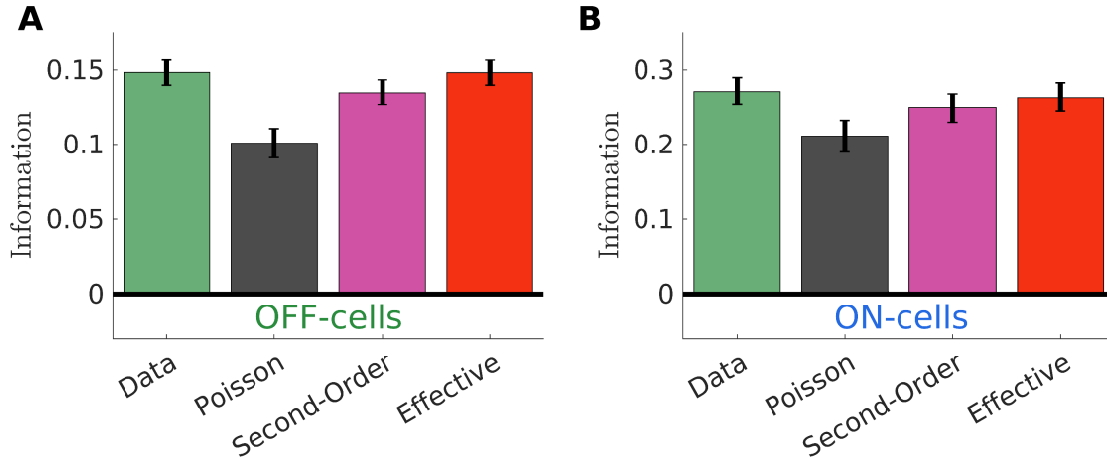 A
Information
0.15
0.1
0.05
0
OFF-cells
Data
Poisson
Second-Order
Effective
B
Information
0.3
0.2
0.1
0
ON-cells
Data
Poisson
Second-Order
Effective